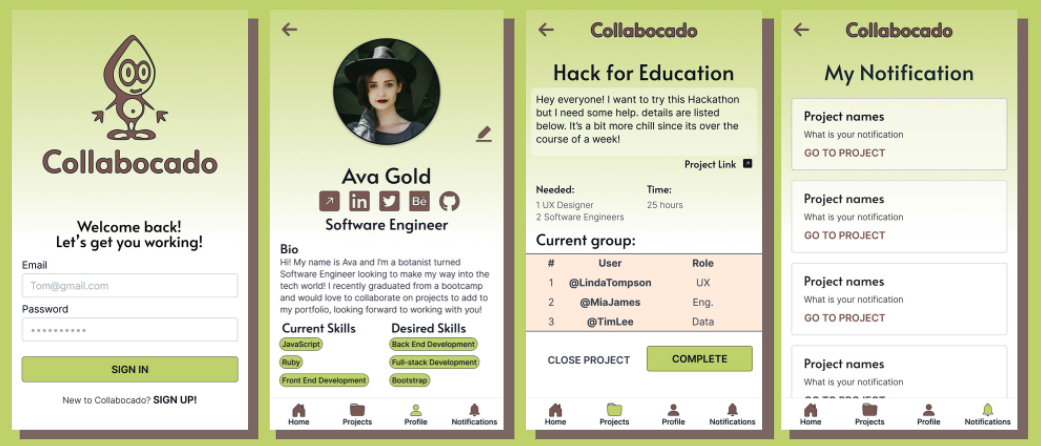 Collabocado
Welcome back!
Let's get you working!
Email
Tom@gmail.com
Password
SIGN IN
New to Collabocado? SIGN UP!
Ava Gold
in
Bē
Software Engineer
Bio
Hi! My name is Ava and I'm a botanist turned
Software Engineer looking to make my way into the
tech world! I recently graduated from a bootcamp
and would love to collaborate on projects to add to
my portfolio, looking forward to working with you!
Current Skills Desired Skills
JavaScript Back End Development
Ruby Full-stack Development
Front End Development Bootstrap
Home Projects Profile Notifications
Collabocado
Hack for Education
Hey everyone! I want to try this Hackathon
but I need some help. details are listed
below. It's a bit more chill since its over the
course of a week!
Project Link
Needed: Time:
1 UX Designer 25 hours
2 Software Engineers
Current group:
# User Role
1 @LindaTompson UX
2 @MiaJames Eng.
3 @TimLee Data
CLOSE PROJECT COMPLETE
Home Projects Profile Notifications
Collabocado
My Notification
Project names
What is your notification
GO TO PROJECT
Project names
What is your notification
GO TO PROJECT
Project names
What is your notification
GO TO PROJECT
Project names
What is your notification
GO TO PROJECT
Home Projects Profile Notifications